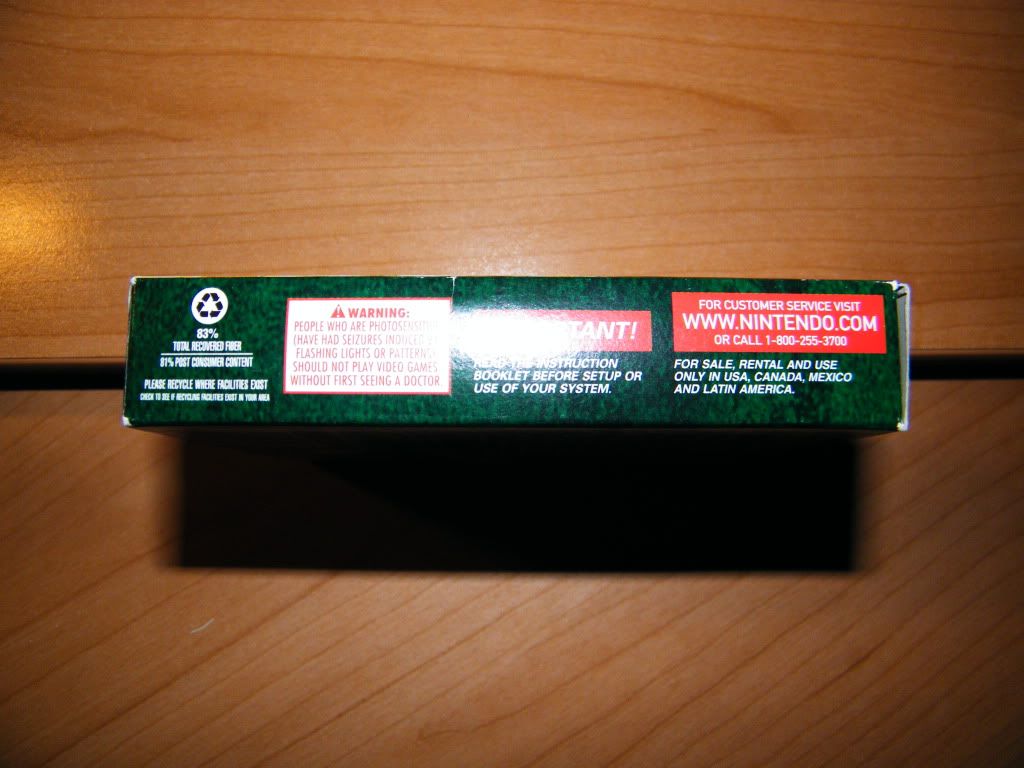 83%
TOTAL RECOVERED FIBER
81% POST CONSUMER CONTENT
PLEASE RECYCLE WHERE FACILITIES EXIST
CHECK TO SEE IF RECYCLING FACILITIES EXIST IN YOUR AREA
WARNING:
PEOPLE WHO ARE PHOTOSENSITIVE
(HAVE HAD SEIZURES INDUCED BY
FLASHING LIGHTS OR PATTERNS)
SHOULD NOT PLAY VIDEO GAMES
WITHOUT FIRST SEEING A DOCTOR.
IMPORTANT!
READ THE INSTRUCTION
BOOKLET BEFORE SETUP OR
USE OF YOUR SYSTEM.
FOR CUSTOMER SERVICE VISIT
WWW.NINTENDO.COM
OR CALL 1-800-255-3700
FOR SALE, RENTAL AND USE
ONLY IN USA, CANADA, MEXICO
AND LATIN AMERICA.